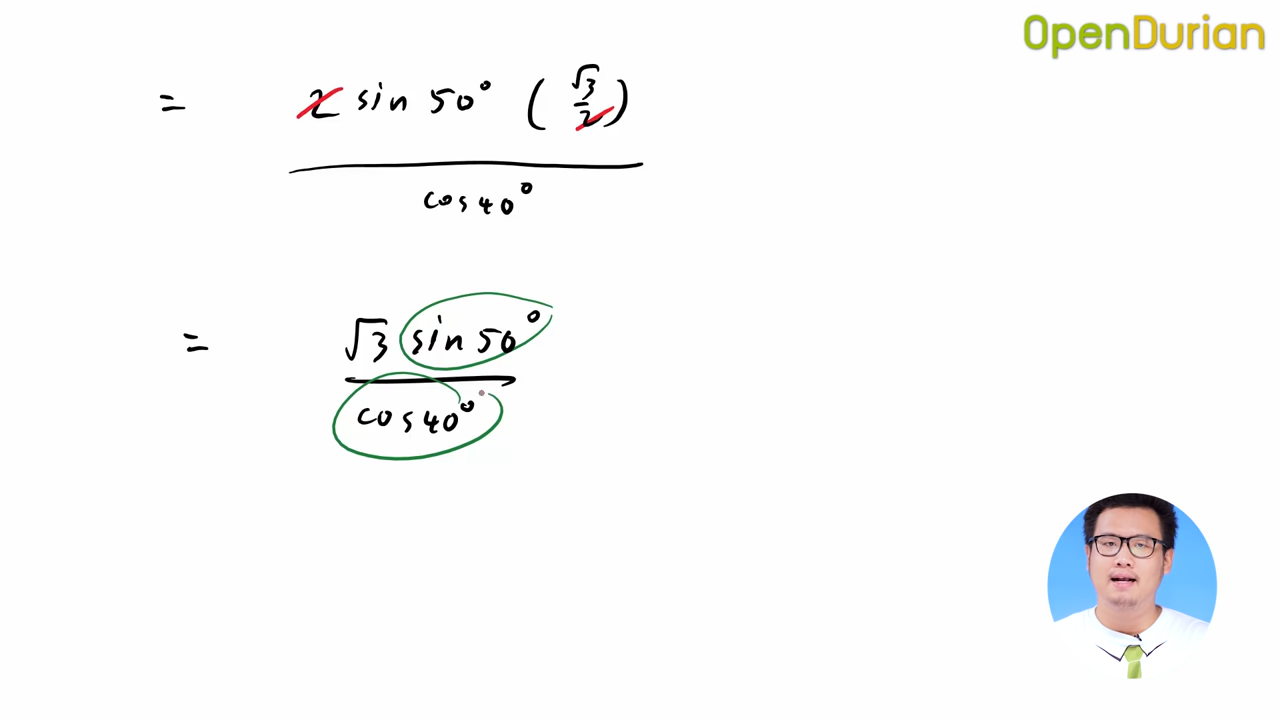 OpenDurian
= 2 sin 50° ( √3/2 )
cos 40°
= √3 sin 50°
cos 40°